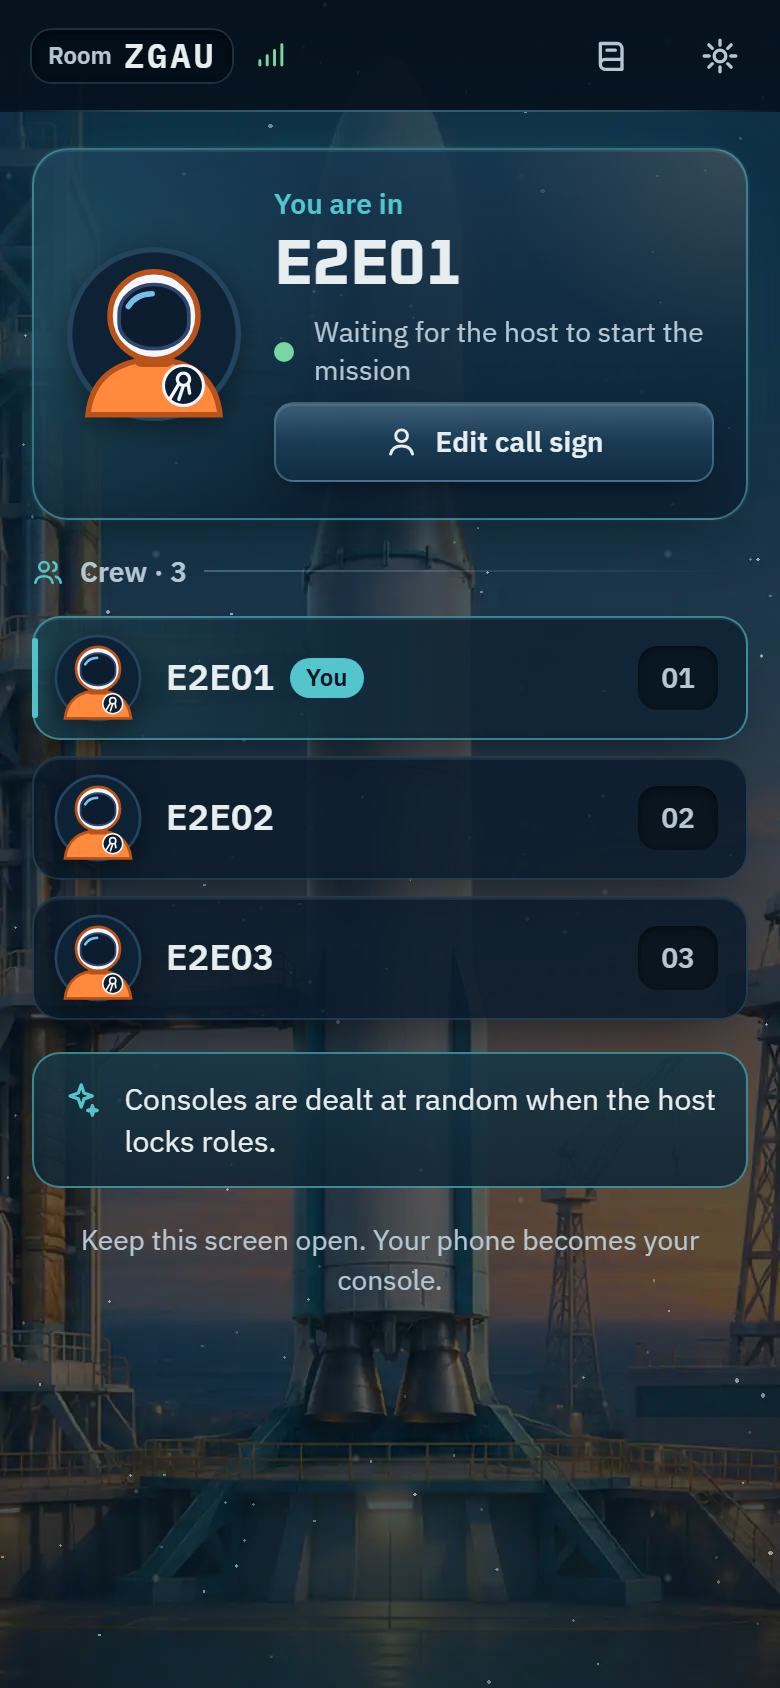 Room ZGAU
You are in
E2E01
Waiting for the host to start the
mission
Edit call sign
Crew · 3
E2E01 You 01
E2E02 02
E2E03 03
Consoles are dealt at random when the host
locks roles.
Keep this screen open. Your phone becomes your
console.